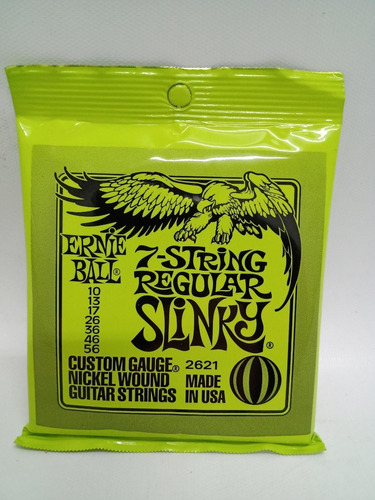 ERNIE
BALL®
7-STRING
REGULAR
SLINKY®
10
13
17
26
36
46
56
CUSTOM GAUGE®
NICKEL WOUND
GUITAR STRINGS
2621
MADE
IN USA